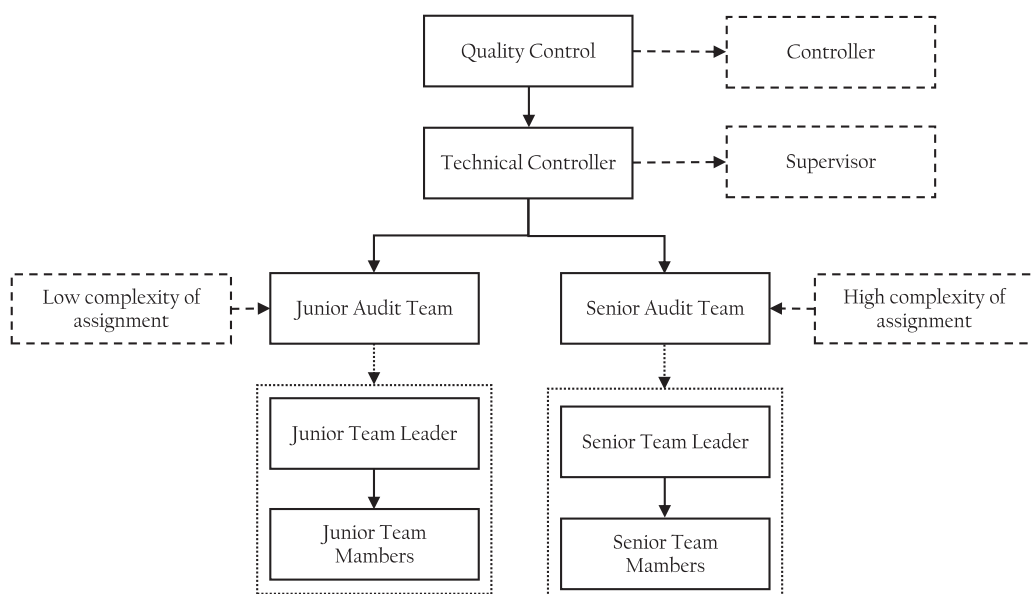 Quality Control
Controller
Technical Controller
Supervisor
Low complexity of
assignment
Junior Audit Team
Senior Audit Team
High complexity of
assignment
Junior Team Leader
Senior Team Leader
Junior Team
Mambers
Senior Team
Mambers